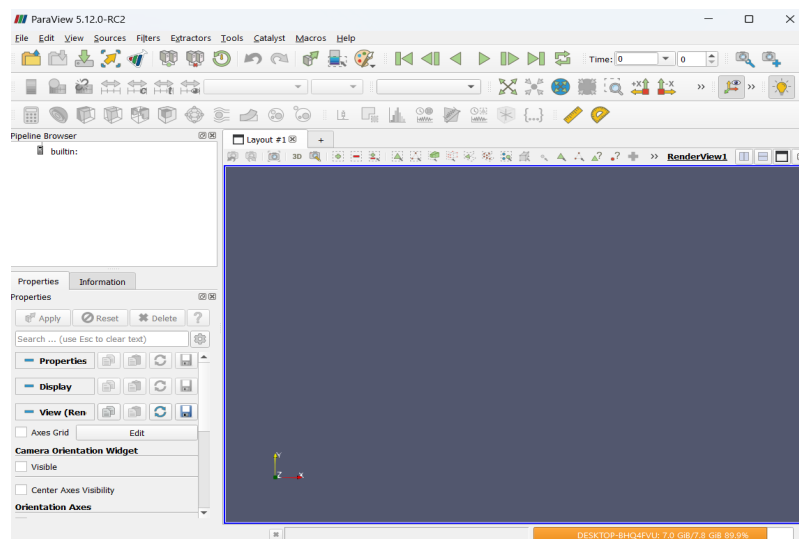 ParaView 5.12.0-RC2
File Edit View Sources Filters Extractors Tools Catalyst Macros Help
Time: 0 0
»
»
{...}
Pipeline Browser
builtin:
Layout #1 +
3D » RenderView1
Properties Information
Properties
Apply Reset Delete ?
Search ... (use Esc to clear text)
Properties
Display
View (Ren
Axes Grid Edit
Camera Orientation Widget
Visible
Center Axes Visibility
Orientation Axes
Y
Z X
DESKTOP-BHQ4FVU: 7.0 GiB/7.8 GiB 89.9%